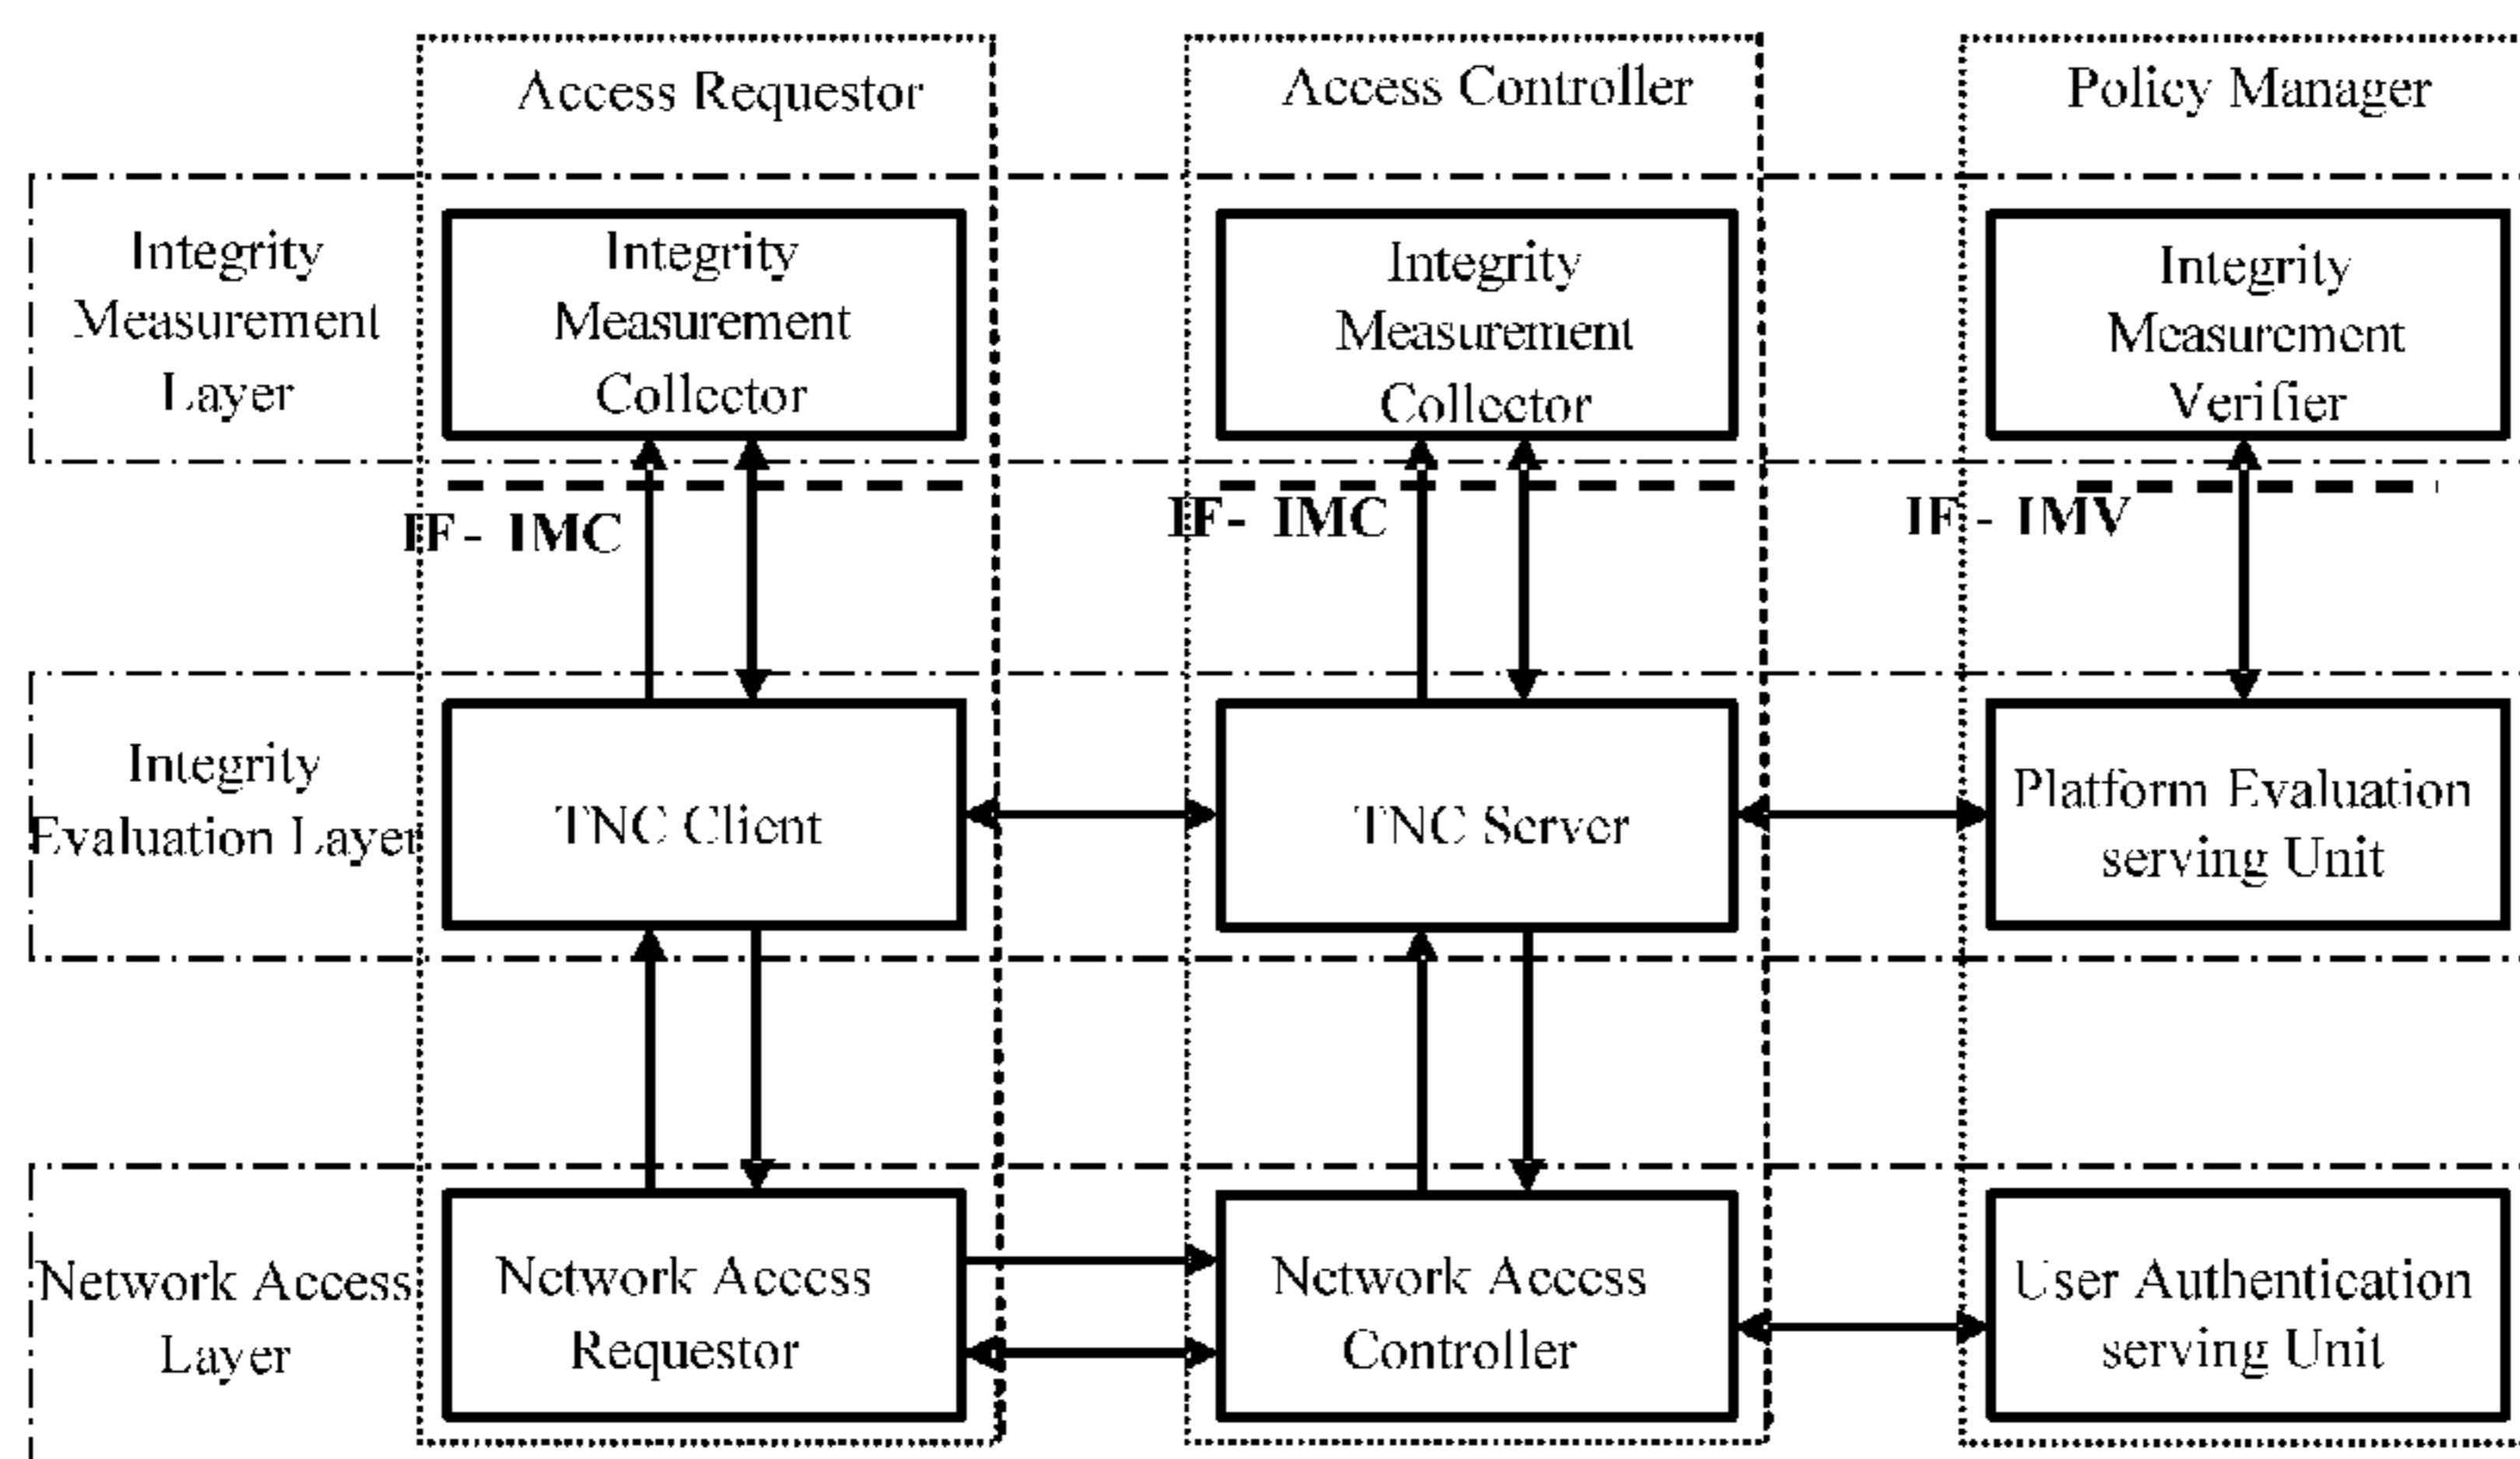 Access Requestor
Access Controller
Policy Manager
Integrity
Measurement
Layer
Integrity
Measurement
Collector
Integrity
Measurement
Collector
Integrity
Measurement
Verifier
IF - IMC
IF - IMC
IF - IMV
Integrity
Evaluation Layer
TNC Client
TNC Server
Platform Evaluation
serving Unit
Network Access
Layer
Network Access
Requestor
Network Access
Controller
User Authentication
serving Unit